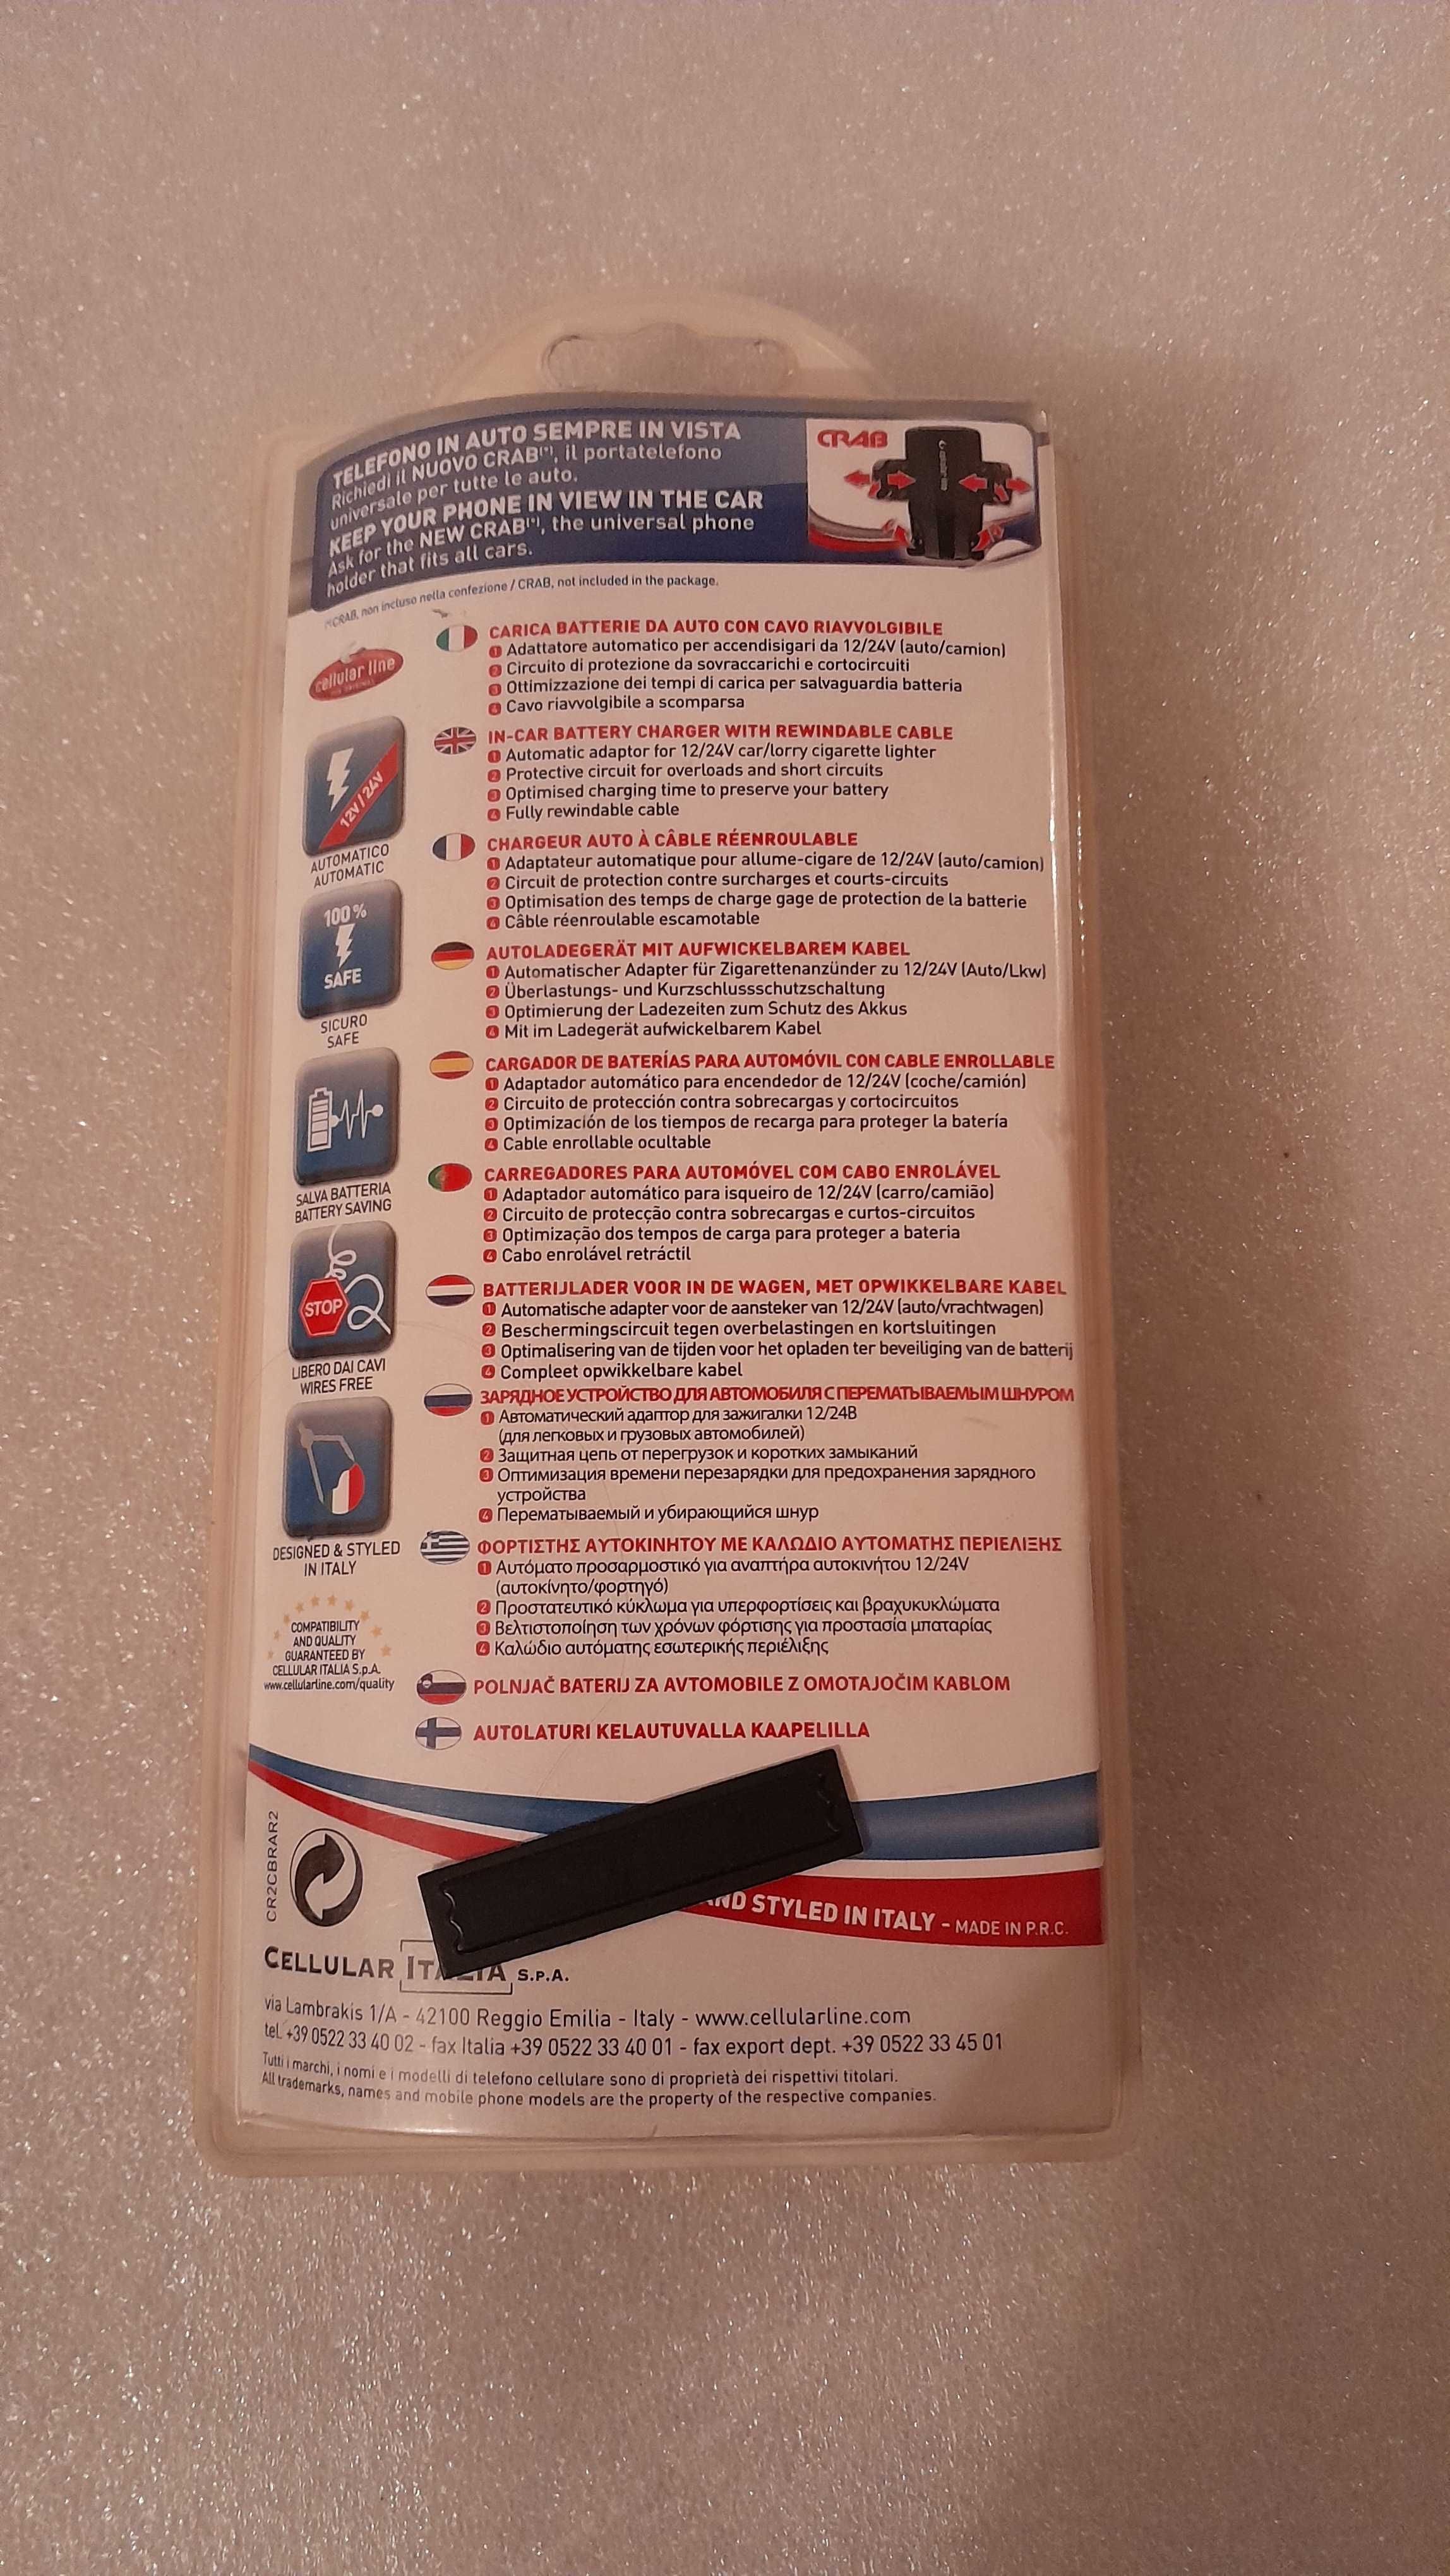 TELEFONO IN AUTO SEMPRE IN VISTA
Richiedi il NUOVO CRAB(*), il portatelefono
universale per tutte le auto.
KEEP YOUR PHONE IN VIEW IN THE CAR
Ask for the NEW CRAB(*), the universal phone
holder that fits all cars.
CRAB
(*)CRAB, non incluso nella confezione / CRAB, not included in the package.
cellular line
12V / 24V
AUTOMATICO
AUTOMATIC
100%
SAFE
SICURO
SAFE
SALVA BATTERIA
BATTERY SAVING
STOP
LIBERO DAI CAVI
WIRES FREE
DESIGNED & STYLED
IN ITALY
COMPATIBILITY
AND QUALITY
GUARANTEED BY
CELLULAR ITALIA S.p.A.
www.cellularline.com/quality
CARICA BATTERIE DA AUTO CON CAVO RIAVVOLGIBILE
1 Adattatore automatico per accendisigari da 12/24V (auto/camion)
2 Circuito di protezione da sovraccarichi e cortocircuiti
3 Ottimizzazione dei tempi di carica per salvaguardia batteria
4 Cavo riavvolgibile a scomparsa
IN-CAR BATTERY CHARGER WITH REWINDABLE CABLE
1 Automatic adaptor for 12/24V car/lorry cigarette lighter
2 Protective circuit for overloads and short circuits
3 Optimised charging time to preserve your battery
4 Fully rewindable cable
CHARGEUR AUTO À CÂBLE RÉENROULABLE
1 Adaptateur automatique pour allume-cigare de 12/24V (auto/camion)
2 Circuit de protection contre surcharges et courts-circuits
3 Optimisation des temps de charge gage de protection de la batterie
4 Câble réenroulable escamotable
AUTOLADEGERÄT MIT AUFWICKELBAREM KABEL
1 Automatischer Adapter für Zigarettenanzünder zu 12/24V (Auto/Lkw)
2 Überlastungs- und Kurzschlussschutzschaltung
3 Optimierung der Ladezeiten zum Schutz des Akkus
4 Mit im Ladegerät aufwickelbarem Kabel
CARGADOR DE BATERÍAS PARA AUTOMÓVIL CON CABLE ENROLLABLE
1 Adaptador automático para encendedor de 12/24V (coche/camión)
2 Circuito de protección contra sobrecargas y cortocircuitos
3 Optimización de los tiempos de recarga para proteger la batería
4 Cable enrollable ocultable
CARREGADORES PARA AUTOMÓVEL COM CABO ENROLÁVEL
1 Adaptador automático para isqueiro de 12/24V (carro/camião)
2 Circuito de protecção contra sobrecargas e curtos-circuitos
3 Optimização dos tempos de carga para proteger a bateria
4 Cabo enrolável retráctil
BATTERIJLADER VOOR IN DE WAGEN, MET OPWIKKELBARE KABEL
1 Automatische adapter voor de aansteker van 12/24V (auto/vrachtwagen)
2 Beschermingscircuit tegen overbelastingen en kortsluitingen
3 Optimalisering van de tijden voor het opladen ter beveiliging van de batterij
4 Compleet opwikkelbare kabel
ЗАРЯДНОЕ УСТРОЙСТВО ДЛЯ АВТОМОБИЛЯ С ПЕРЕМАТЫВАЕМЫМ ШНУРОМ
1 Автоматический адаптор для зажигалки 12/24В
(для легковых и грузовых автомобилей)
2 Защитная цепь от перегрузок и коротких замыканий
3 Оптимизация времени перезарядки для предохранения зарядного
устройства
4 Перематываемый и убирающийся шнур
ΦΟΡΤΙΣΤΗΣ ΑΥΤΟΚΙΝΗΤΟΥ ΜΕ ΚΑΛΩΔΙΟ ΑΥΤΟΜΑΤΗΣ ΠΕΡΙΕΛΙΞΗΣ
1 Αυτόματο προσαρμοστικό για αναπτήρα αυτοκινήτου 12/24V
(αυτοκίνητο/φορτηγό)
2 Προστατευτικό κύκλωμα για υπερφορτίσεις και βραχυκυκλώματα
3 Βελτιστοποίηση των χρόνων φόρτισης για προστασία μπαταρίας
4 Καλώδιο αυτόματης εσωτερικής περιέλιξης
POLNJAČ BATERIJ ZA AVTOMOBILE Z OMOTAJOČIM KABLOM
AUTOLATURI KELAUTUVALLA KAAPELILLA
CR2CBRAR2
AND STYLED IN ITALY - MADE IN P.R.C.
CELLULAR ITALIA S.P.A.
via Lambrakis 1/A - 42100 Reggio Emilia - Italy - www.cellularline.com
tel. +39 0522 33 40 02 - fax Italia +39 0522 33 40 01 - fax export dept. +39 0522 33 45 01
Tutti i marchi, i nomi e i modelli di telefono cellulare sono di proprietà dei rispettivi titolari.
All trademarks, names and mobile phone models are the property of the respective companies.